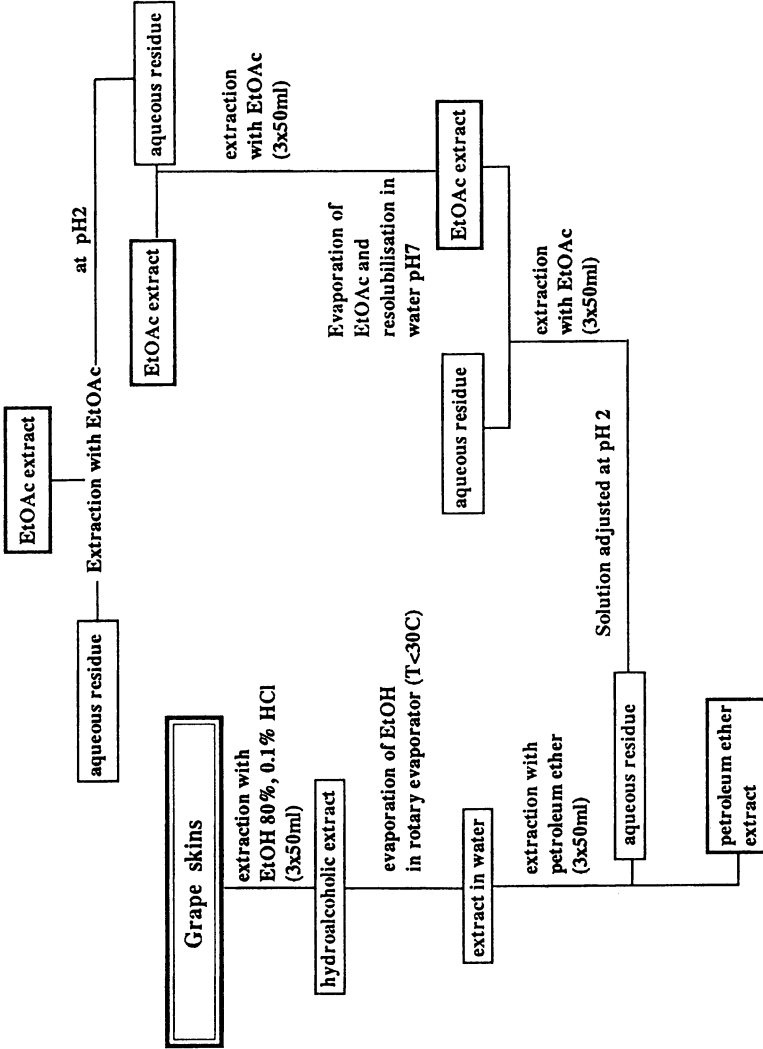 Grape skins
extraction with
EtOH 80%, 0.1% HCl
(3x50ml)
hydroalcoholic extract
evaporation of EtOH
in rotary evaporator (T<30C)
extract in water
extraction with
petroleum ether
(3x50ml)
aqueous residue
petroleum ether
extract
Solution adjusted at pH 2
extraction
with EtOAc
(3x50ml)
aqueous residue
EtOAc extract
Evaporation of
EtOAc and
resolubilisation in
water pH7
extraction
with EtOAc
(3x50ml)
EtOAc extract
aqueous residue
at pH2
Extraction with EtOAc
aqueous residue
EtOAc extract